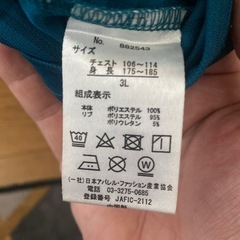 No. 882543
サイズ
チェスト 106~114
身長 175~185
3L
組成表示
本体 ポリエステル 100%
リブ ポリエステル 95%
ポリウレタン 5%
40
(一社)日本アパレル・ファッション産業協会
電話 03-3275-0685
登録番号 JAFIC-2112